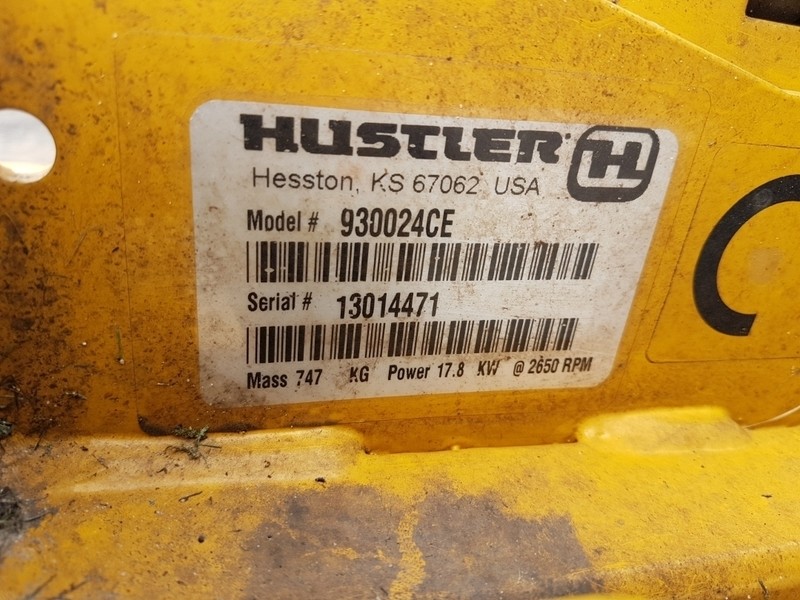 HUSTLER H
Hesston, KS 67062 USA
Model # 930024CE
Serial # 13014471
Mass 747 KG Power 17.8 KW @ 2650 RPM
C